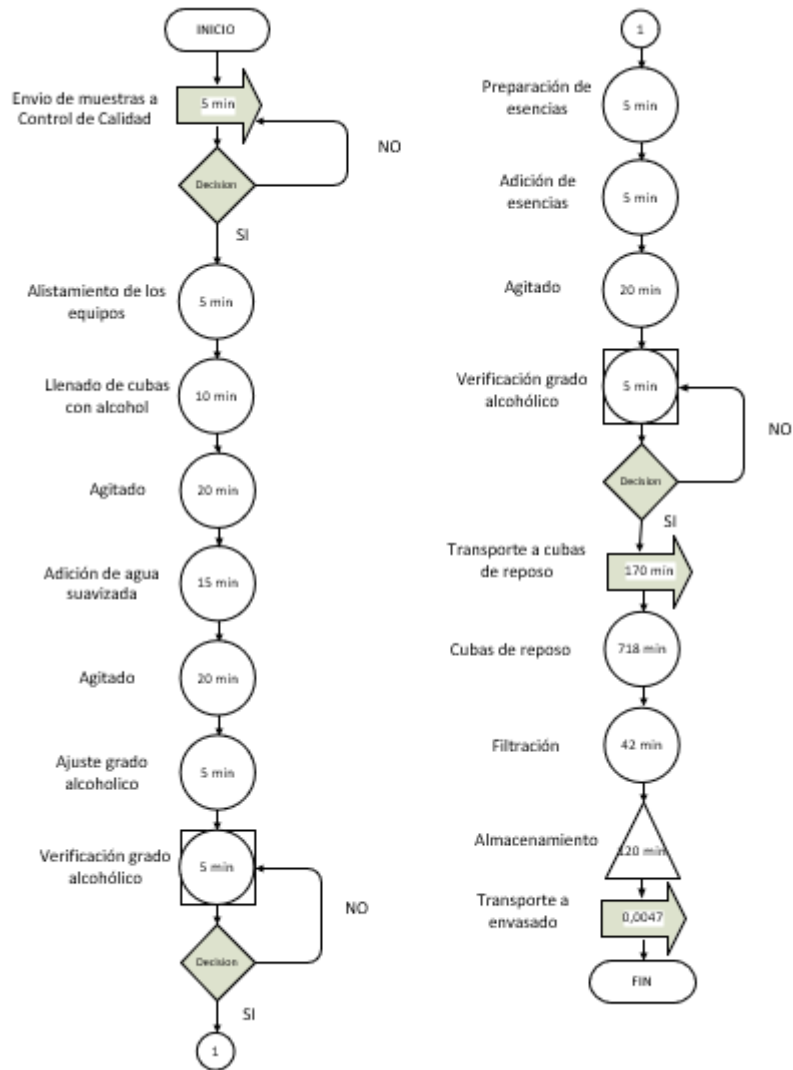 INICIO
Envio de muestras a
Control de Calidad
5 min
NO
Decision
SI
Alistamiento de los
equipos
5 min
Llenado de cubas
con alcohol
10 min
Agitado
20 min
Adición de agua
suavizada
15 min
Agitado
20 min
Ajuste grado
alcoholico
5 min
Verificación grado
alcohólico
5 min
NO
Decision
SI
1
1
Preparación de
esencias
5 min
Adición de
esencias
5 min
Agitado
20 min
Verificación grado
alcohólico
5 min
NO
Decision
SI
Transporte a cubas
de reposo
170 min
Cubas de reposo
718 min
Filtración
42 min
Almacenamiento
120 min
Transporte a
envasado
0,0047
FIN